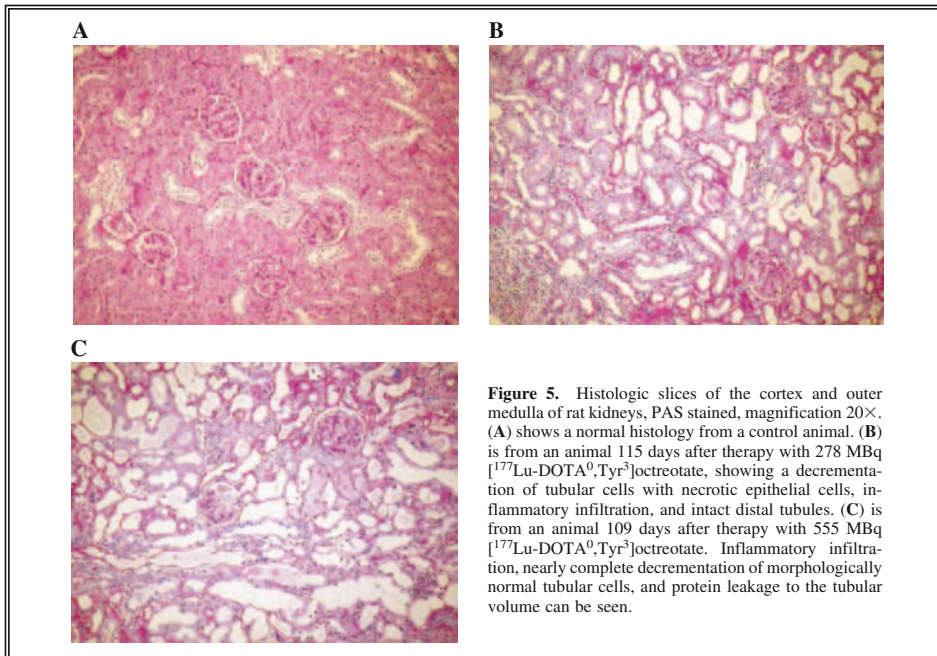 A
B
C
Figure 5. Histologic slices of the cortex and outer
medulla of rat kidneys, PAS stained, magnification 20×.
(A) shows a normal histology from a control animal. (B)
is from an animal 115 days after therapy with 278 MBq
[¹⁷⁷Lu-DOTA⁰,Tyr³]octreotate, showing a decrementa-
tion of tubular cells with necrotic epithelial cells, in-
flammatory infiltration, and intact distal tubules. (C) is
from an animal 109 days after therapy with 555 MBq
[¹⁷⁷Lu-DOTA⁰,Tyr³]octreotate. Inflammatory infiltra-
tion, nearly complete decrementation of morphologically
normal tubular cells, and protein leakage to the tubular
volume can be seen.